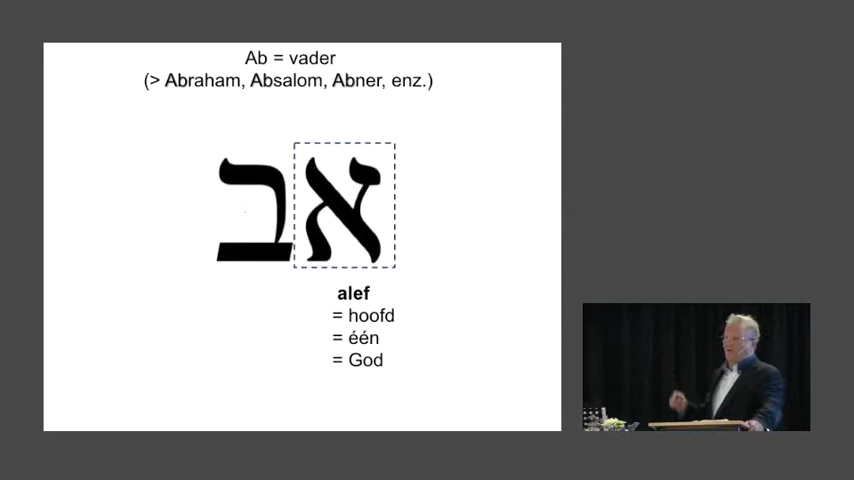 Ab = vader
(> Abraham, Absalom, Abner, enz.)
אב
alef
= hoofd
= één
= God